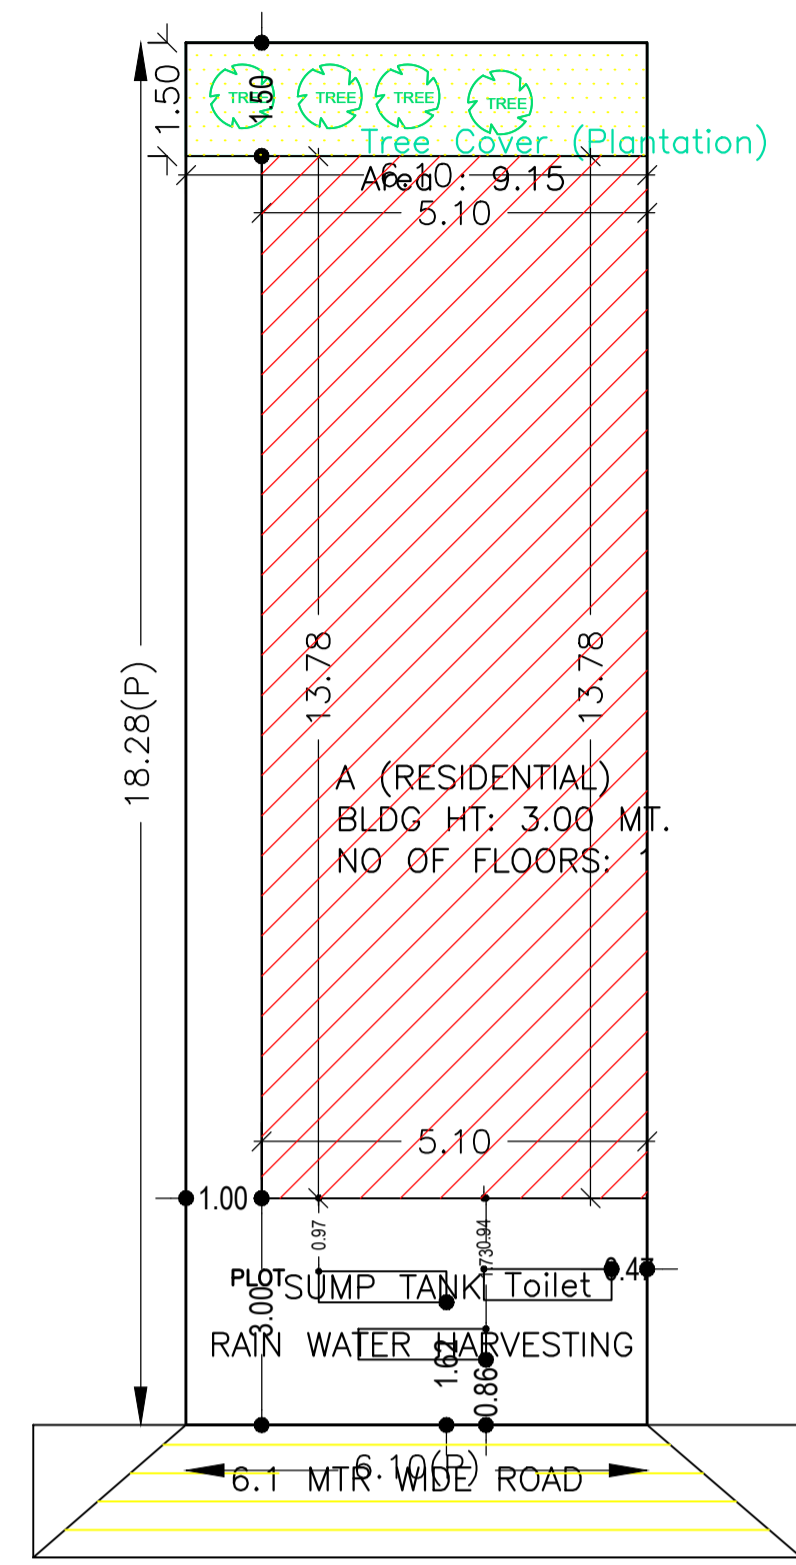 1.50
1.50
TREE TREE TREE TREE
Tree Cover (Plantation)
6.10
Area : 9.15
5.10
13.78
13.78
18.28(P)
A (RESIDENTIAL)
BLDG HT: 3.00 MT.
NO OF FLOORS: 1
5.10
1.00
0.97
0.94
PLOT
SUMP TANK
Toilet
0.47
3.00
RAIN WATER HARVESTING
1.62
0.86
6.10(P)
6.1 MTR WIDE ROAD